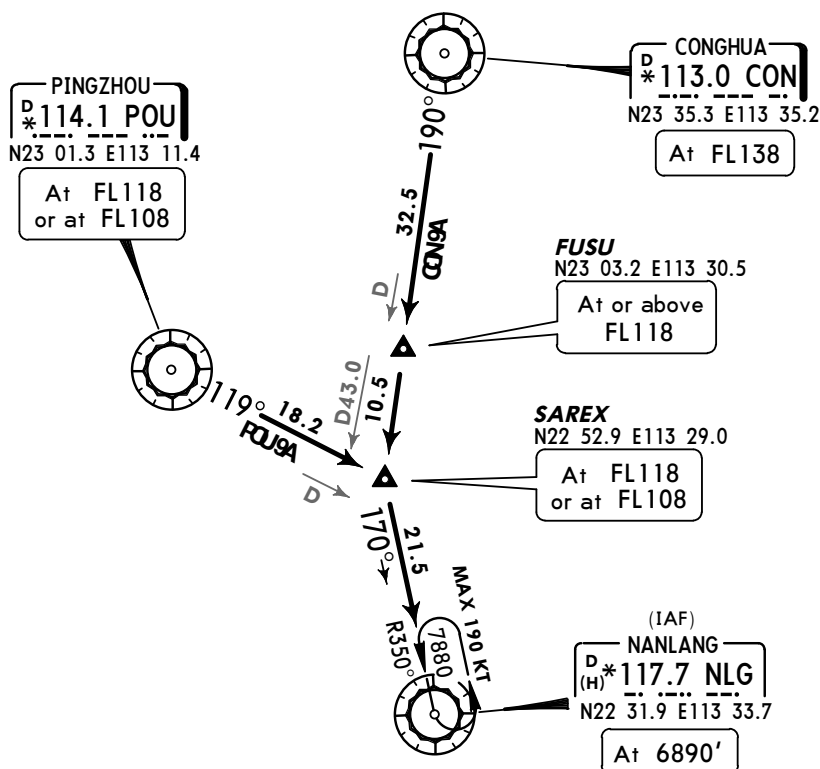 CONGHUA
D
*113.0 CON
N23 35.3 E113 35.2
At FL138
PINGZHOU
D
*114.1 POU
N23 01.3 E113 11.4
At FL118
or at FL108
190°
32.5
CON9A
D
FUSU
N23 03.2 E113 30.5
At or above
FL118
D43.0
10.5
119°
18.2
POU9A
D
SAREX
N22 52.9 E113 29.0
At FL118
or at FL108
170°
21.5
R350°
7880
MAX 190 KT
(IAF)
NANLANG
D
(H)
*117.7 NLG
N22 31.9 E113 33.7
At 6890'